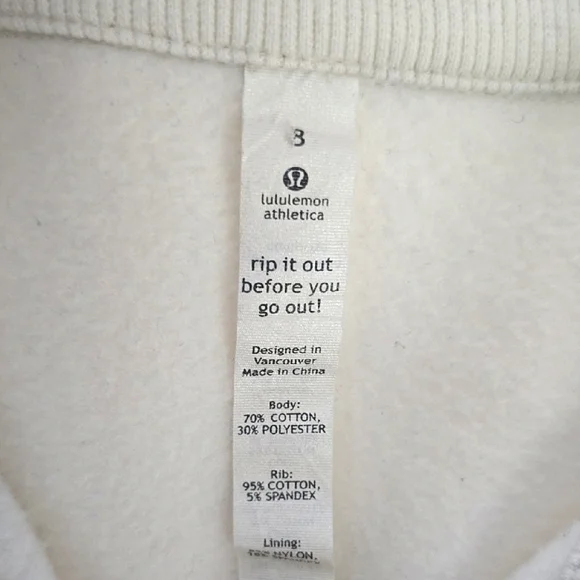 8
lululemon
athletica
rip it out
before you
go out!
Designed in
Vancouver
Made in China
Body:
70% COTTON,
30% POLYESTER
Rib:
95% COTTON,
5% SPANDEX
Lining:
NYLON,